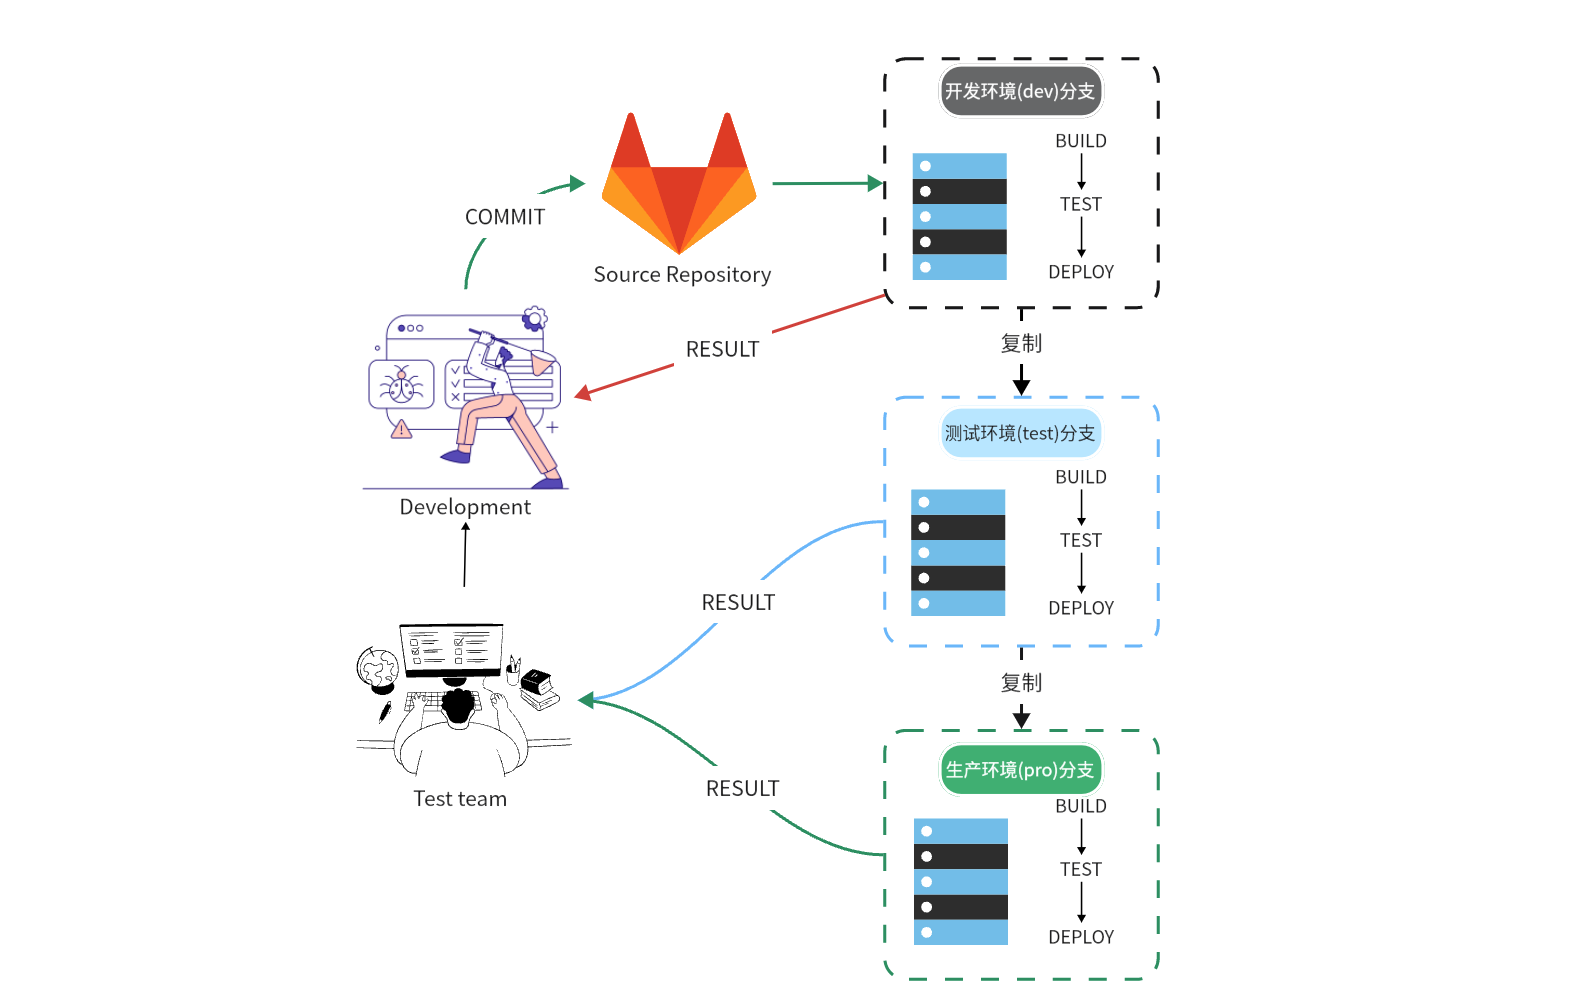 开发环境(dev)分支
BUILD
TEST
DEPLOY
COMMIT
Source Repository
RESULT
复制
Development
测试环境(test)分支
BUILD
TEST
DEPLOY
RESULT
复制
Test team
RESULT
生产环境(pro)分支
BUILD
TEST
DEPLOY